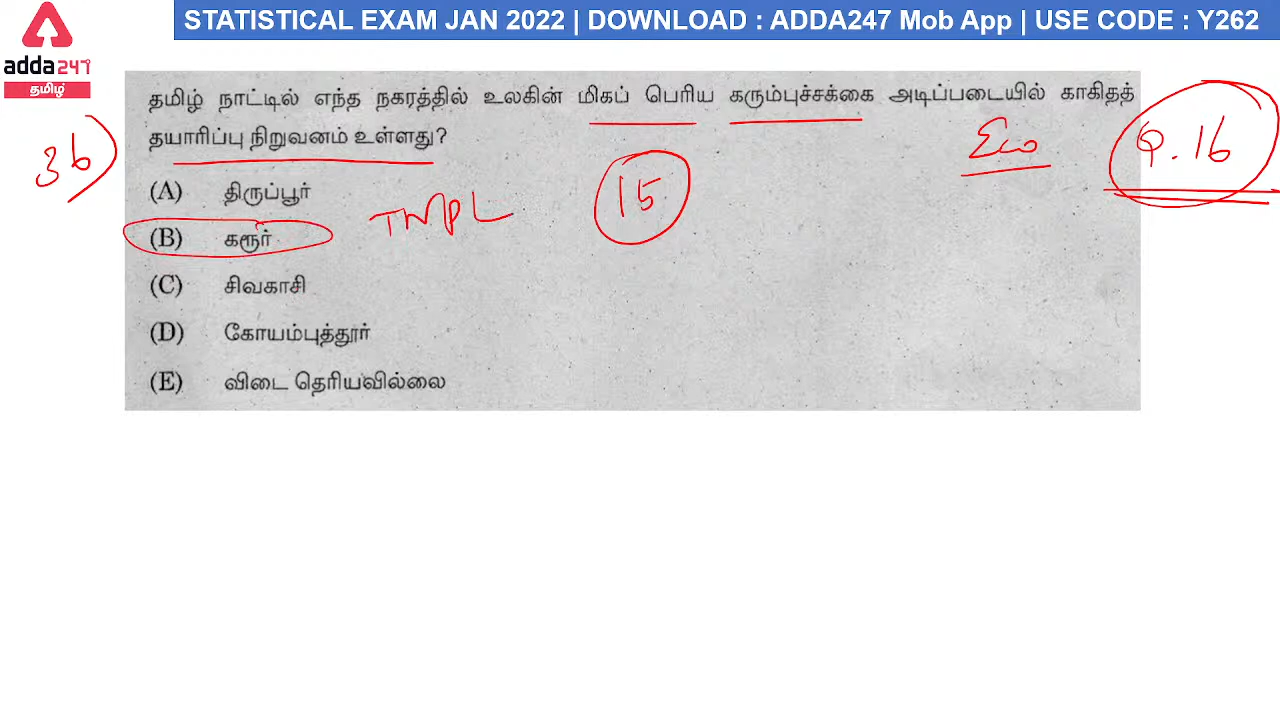 STATISTICAL EXAM JAN 2022 | DOWNLOAD : ADDA247 Mob App | USE CODE : Y262
adda247
தமிழ்
தமிழ் நாட்டில் எந்த நகரத்தில் உலகின் மிகப் பெரிய கரும்புச்சக்கை அடிப்படையில் காகிதத்
தயாரிப்பு நிறுவனம் உள்ளது?
36)
Eco
Q. 16
(A) திருப்பூர்
15
TNPL
(B) கரூர்
(C) சிவகாசி
(D) கோயம்புத்தூர்
(E) விடை தெரியவில்லை